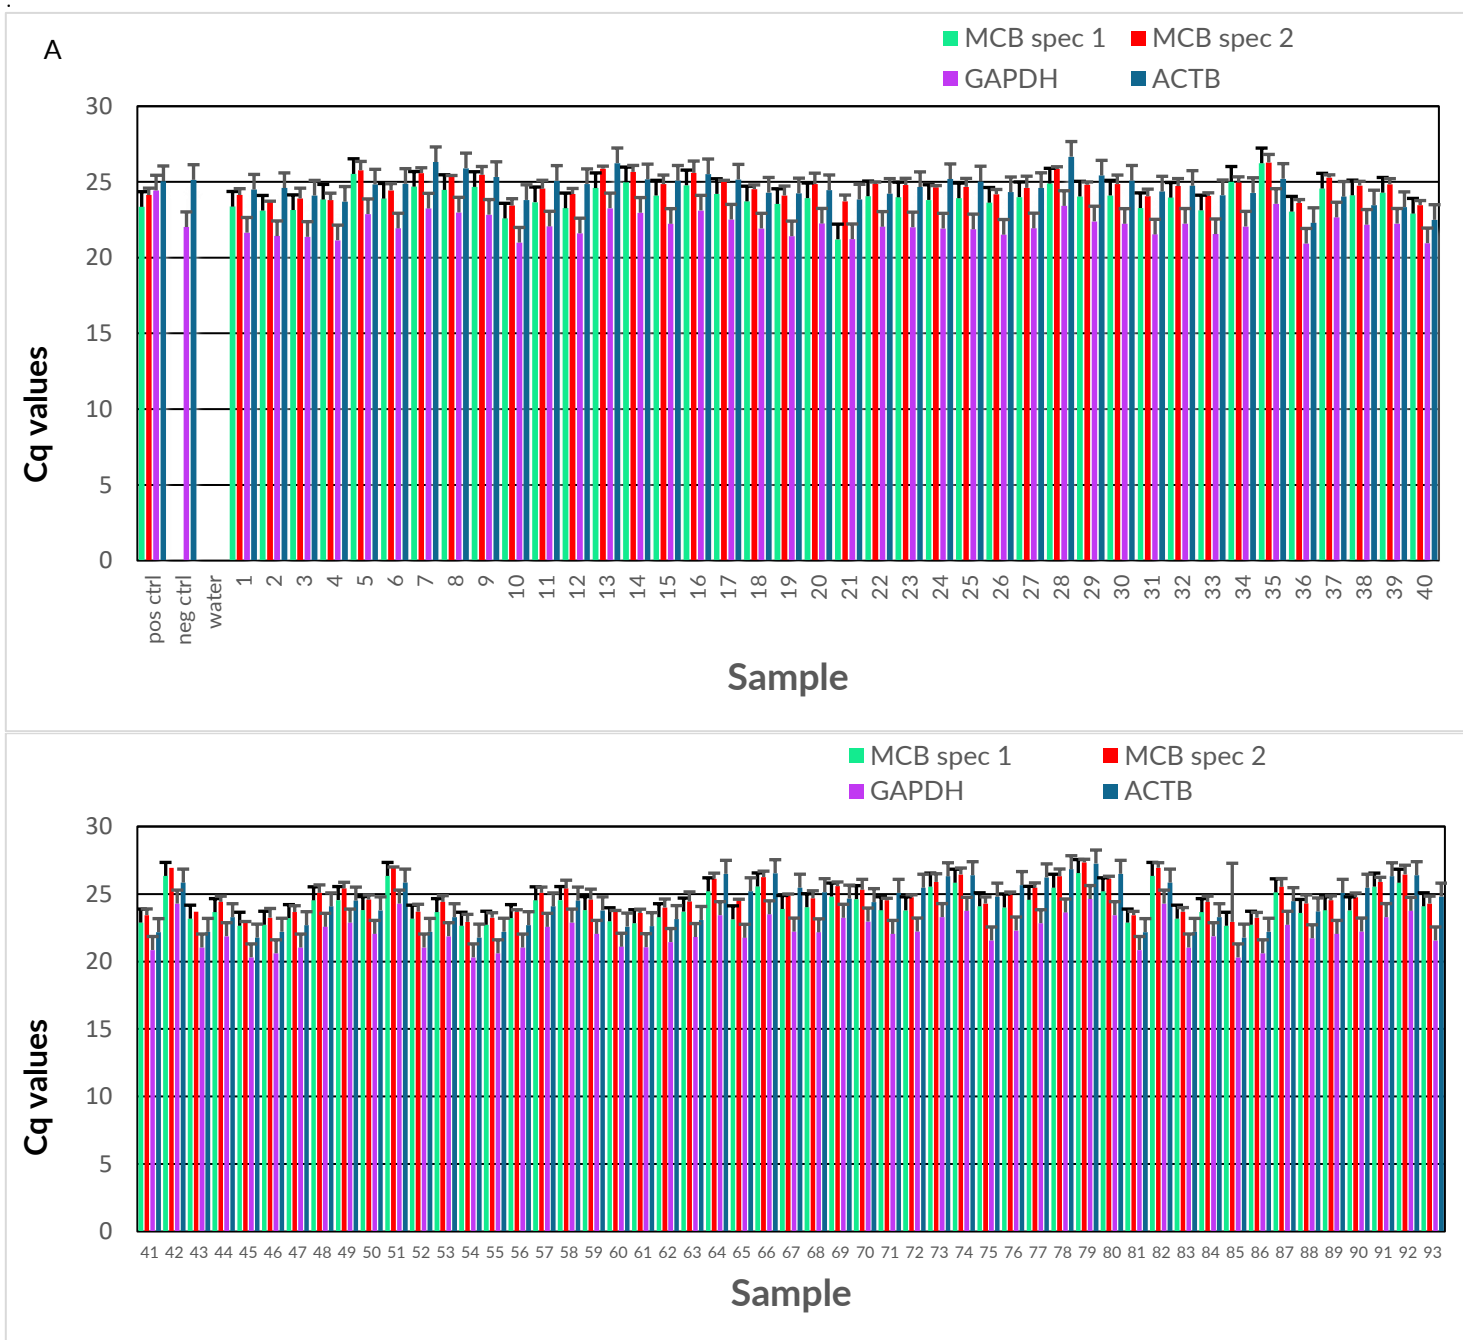 .
A
MCB spec 1 MCB spec 2
GAPDH ACTB
30
25
20
15
10
5
0
Cq values
pos ctrl neg ctrl water 1 2 3 4 5 6 7 8 9 10 11 12 13 14 15 16 17 18 19 20 21 22 23 24 25 26 27 28 29 30 31 32 33 34 35 36 37 38 39 40
Sample
MCB spec 1 MCB spec 2
GAPDH ACTB
30
25
20
15
10
5
0
Cq values
41 42 43 44 45 46 47 48 49 50 51 52 53 54 55 56 57 58 59 60 61 62 63 64 65 66 67 68 69 70 71 72 73 74 75 76 77 78 79 80 81 82 83 84 85 86 87 88 89 90 91 92 93
Sample